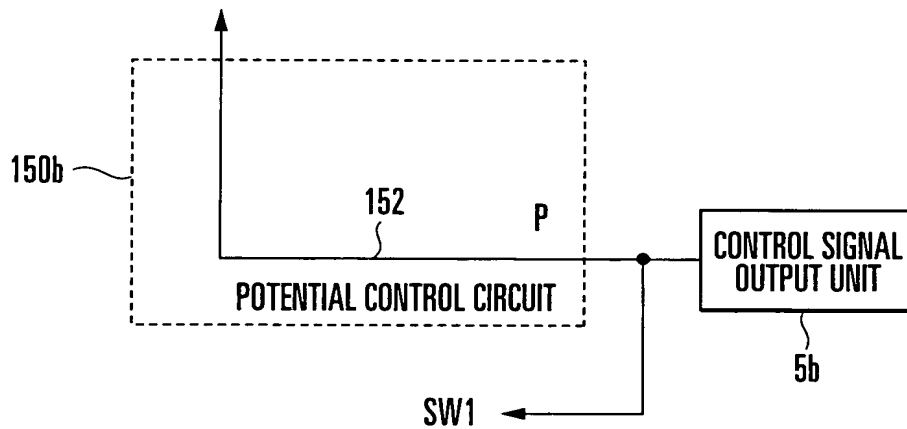 150b
152
P
POTENTIAL CONTROL CIRCUIT
CONTROL SIGNAL
OUTPUT UNIT
5b
SW1